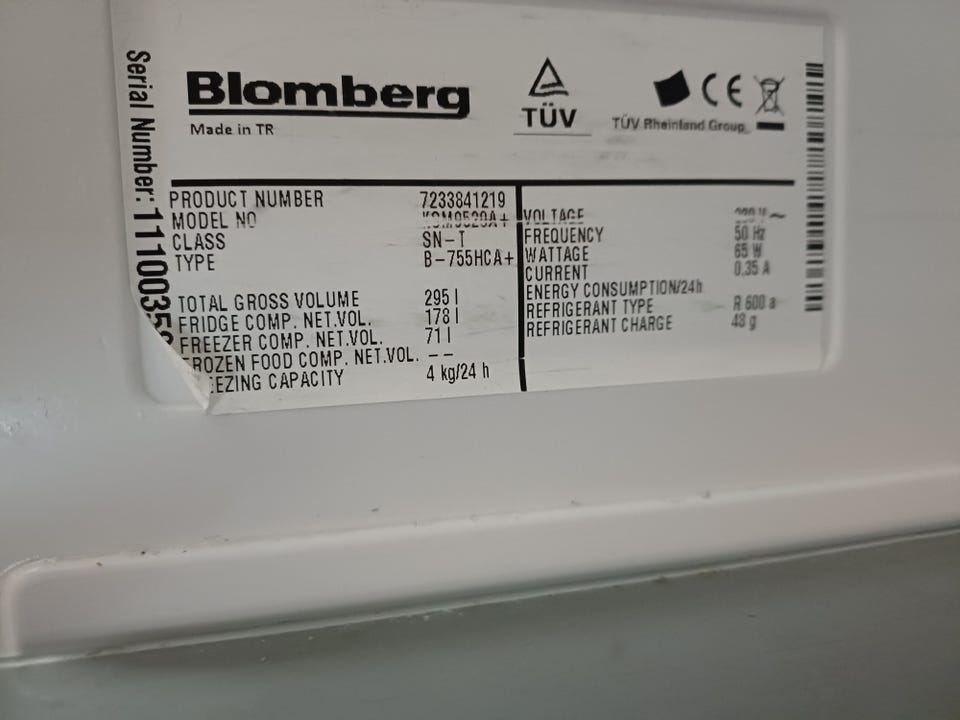 Blomberg
Made in TR
TÜV
CE
TÜV Rheinland Group
Serial Number:
PRODUCT NUMBER 7233841219
MODEL NO
CLASS SN-T
TYPE B-755HCA+
TOTAL GROSS VOLUME 295 l
FRIDGE COMP. NET.VOL. 178 l
FREEZER COMP. NET.VOL. 71 l
FROZEN FOOD COMP. NET.VOL. --
EZING CAPACITY 4 kg/24 h
VOLTAGE
FREQUENCY 50 Hz
WATTAGE 65 W
CURRENT 0,35 A
ENERGY CONSUMPTION/24h
REFRIGERANT TYPE R 600 a
REFRIGERANT CHARGE 48 g